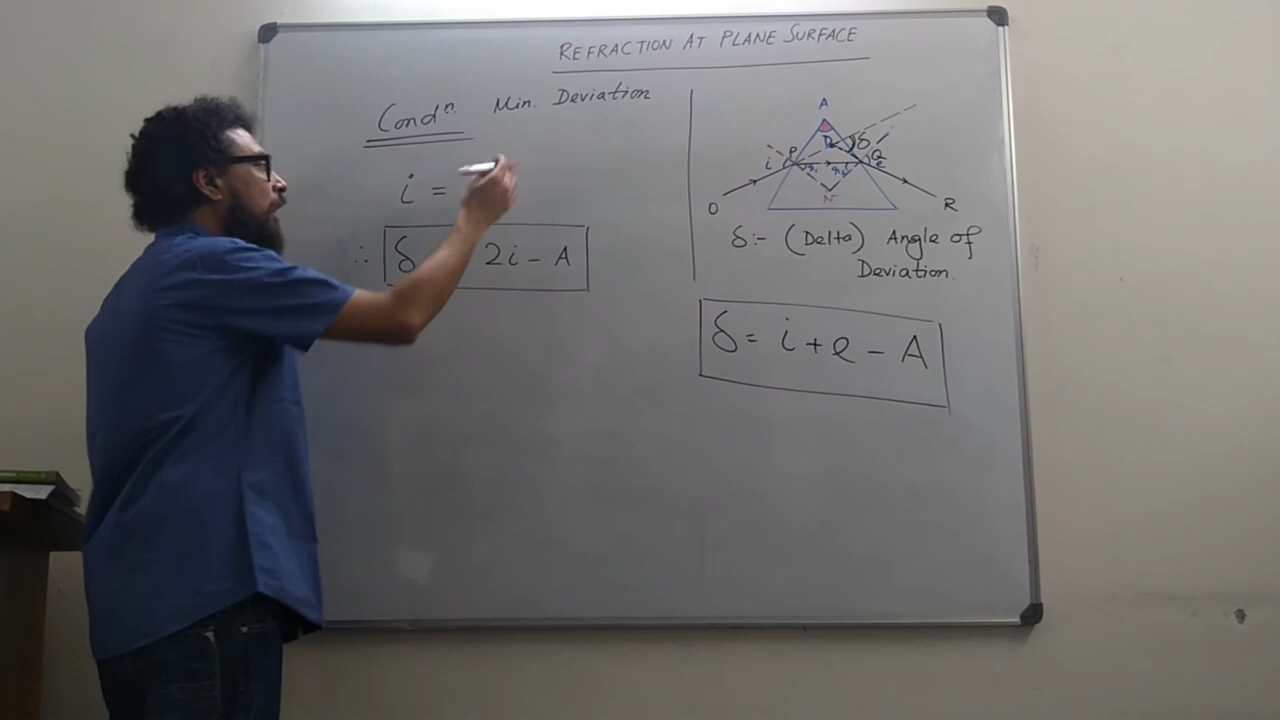 REFRACTION AT PLANE SURFACE
Condⁿ Min. Deviation
i =
∴ δ 2i - A
A
δ
P
Q
i
e
N
O
R
δ :- (Delta) Angle of
Deviation.
δ = i + e - A